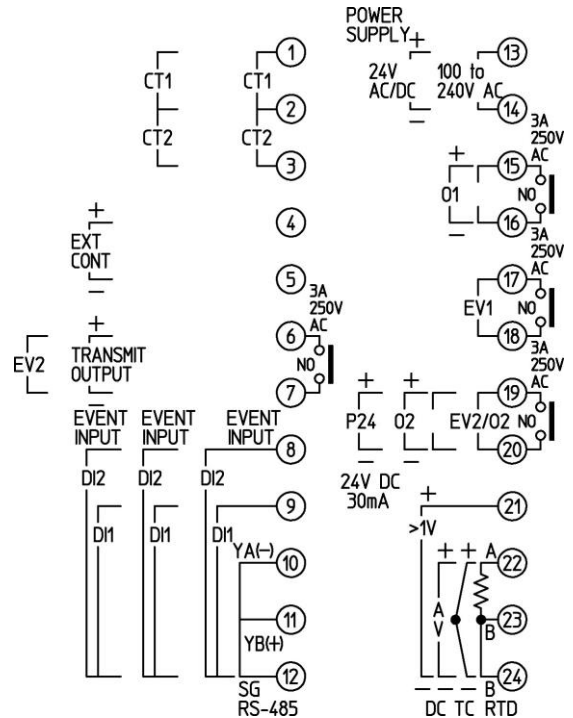 POWER
SUPPLY
+
24V
AC/DC
−
100 to
240V AC
1
2
3
4
5
6
7
8
9
10
11
12
13
14
15
16
17
18
19
20
21
22
23
24
CT1
CT2
CT1
CT2
EXT
CONT
+
−
EV2
TRANSMIT
OUTPUT
+
−
3A
250V
AC
NO
EVENT
INPUT
DI2
DI1
EVENT
INPUT
DI2
DI1
EVENT
INPUT
DI2
DI1
YA(−)
YB(+)
SG
RS-485
3A
250V
AC
NO
+
O1
−
3A
250V
AC
NO
EV1
3A
250V
AC
NO
EV2/O2
+
P24
−
24V DC
30mA
+
O2
−
+
>1V
−
+
A
V
−
DC
+
−
TC
A
B
B
RTD